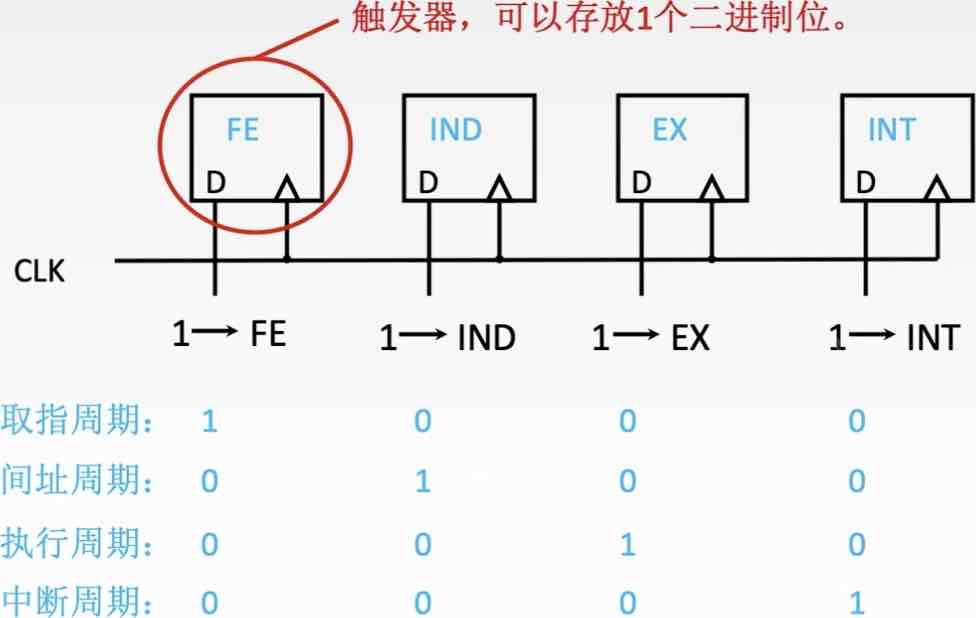 触发器，可以存放1个二进制位。
FE IND EX INT
D D D D
CLK
1→ FE 1→ IND 1→ EX 1→ INT
取指周期： 1 0 0 0
间址周期： 0 1 0 0
执行周期： 0 0 1 0
中断周期： 0 0 0 1